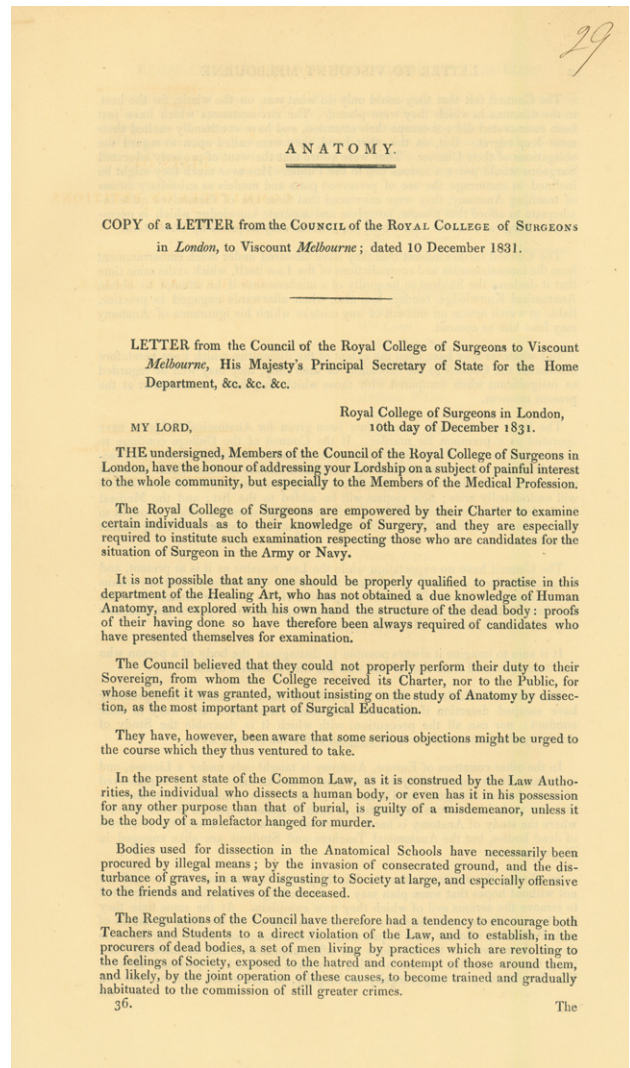 29
ANATOMY.
COPY of a LETTER from the COUNCIL of the ROYAL COLLEGE of SURGEONS
in London, to Viscount Melbourne; dated 10 December 1831.
LETTER from the Council of the Royal College of Surgeons to Viscount
Melbourne, His Majesty's Principal Secretary of State for the Home
Department, &c. &c. &c.
Royal College of Surgeons in London,
MY LORD, 10th day of December 1831.
THE undersigned, Members of the Council of the Royal College of Surgeons in
London, have the honour of addressing your Lordship on a subject of painful interest
to the whole community, but especially to the Members of the Medical Profession.
The Royal College of Surgeons are empowered by their Charter to examine
certain individuals as to their knowledge of Surgery, and they are especially
required to institute such examination respecting those who are candidates for the
situation of Surgeon in the Army or Navy.
It is not possible that any one should be properly qualified to practise in this
department of the Healing Art, who has not obtained a due knowledge of Human
Anatomy, and explored with his own hand the structure of the dead body: proofs
of their having done so have therefore been always required of candidates who
have presented themselves for examination.
The Council believed that they could not properly perform their duty to their
Sovereign, from whom the College received its Charter, nor to the Public, for
whose benefit it was granted, without insisting on the study of Anatomy by dissec-
tion, as the most important part of Surgical Education.
They have, however, been aware that some serious objections might be urged to
the course which they thus ventured to take.
In the present state of the Common Law, as it is construed by the Law Autho-
rities, the individual who dissects a human body, or even has it in his possession
for any other purpose than that of burial, is guilty of a misdemeanor, unless it
be the body of a malefactor hanged for murder.
Bodies used for dissection in the Anatomical Schools have necessarily been
procured by illegal means; by the invasion of consecrated ground, and the dis-
turbance of graves, in a way disgusting to Society at large, and especially offensive
to the friends and relatives of the deceased.
The Regulations of the Council have therefore had a tendency to encourage both
Teachers and Students to a direct violation of the Law, and to establish, in the
procurers of dead bodies, a set of men living by practices which are revolting to
the feelings of Society, exposed to the hatred and contempt of those around them,
and likely, by the joint operation of these causes, to become trained and gradually
habituated to the commission of still greater crimes.
36. The